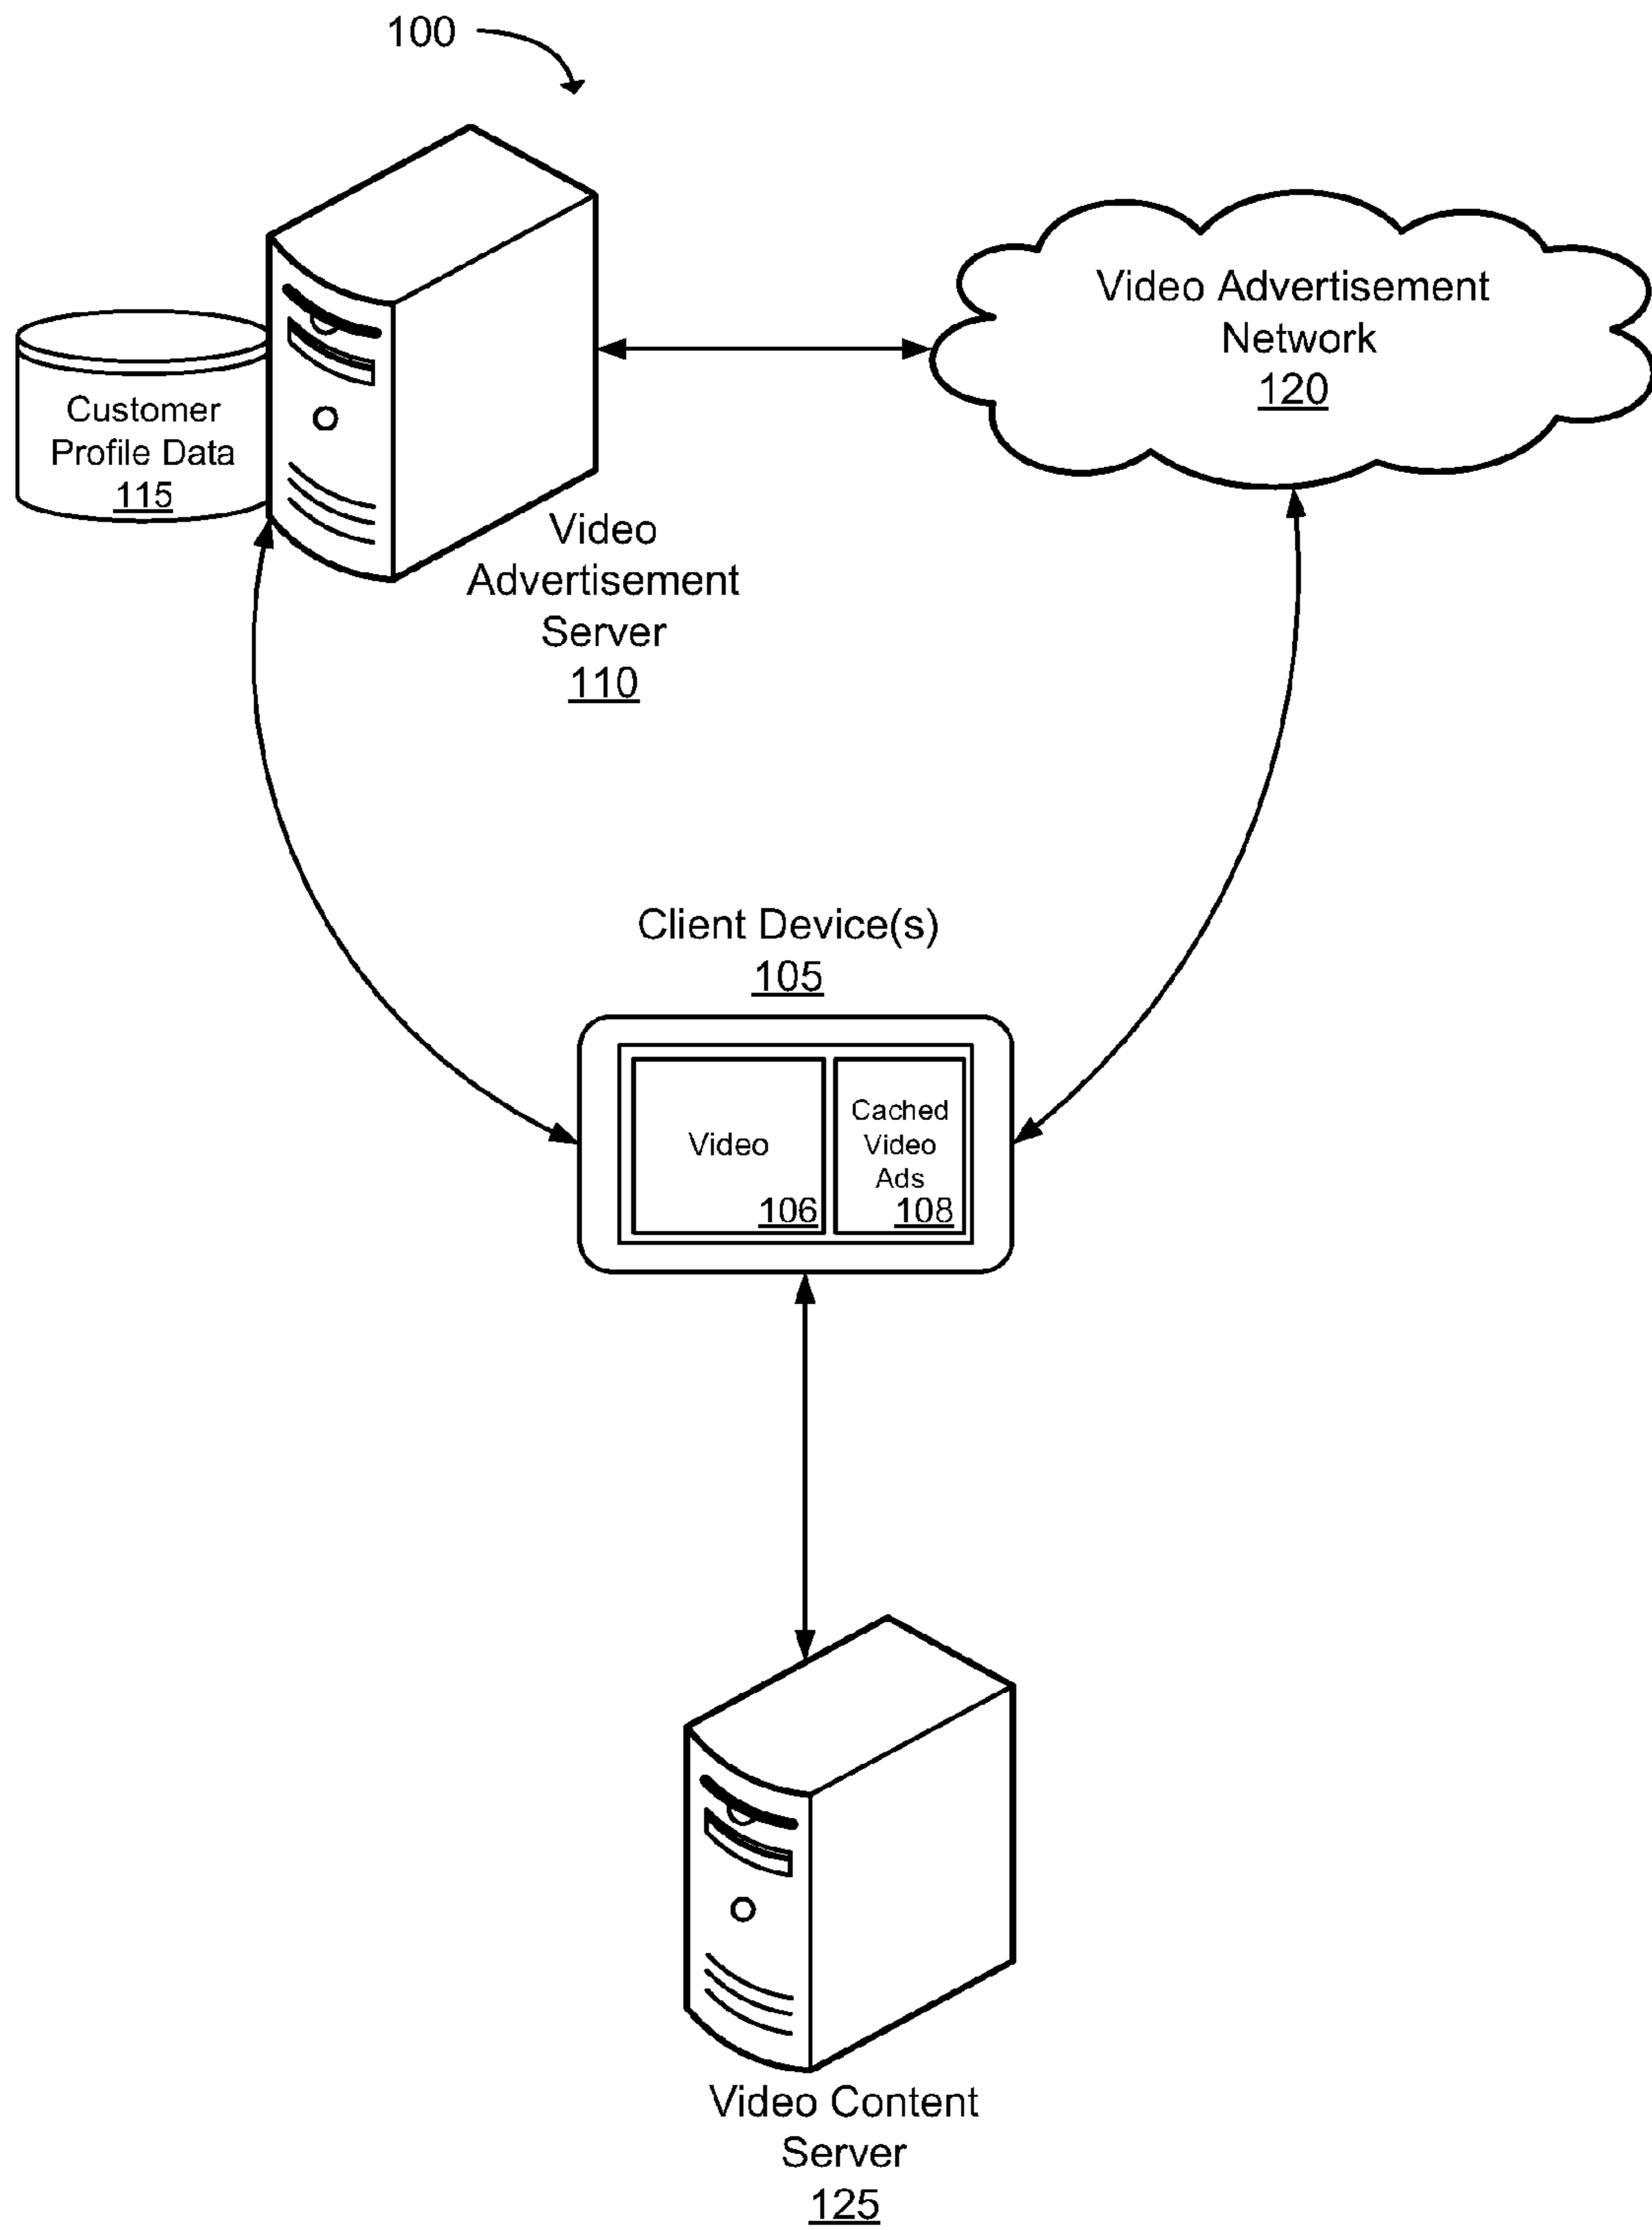 100
Video Advertisement
Network
120
Customer
Profile Data
115
Video
Advertisement
Server
110
Client Device(s)
105
Video
106
Cached
Video
Ads
108
Video Content
Server
125